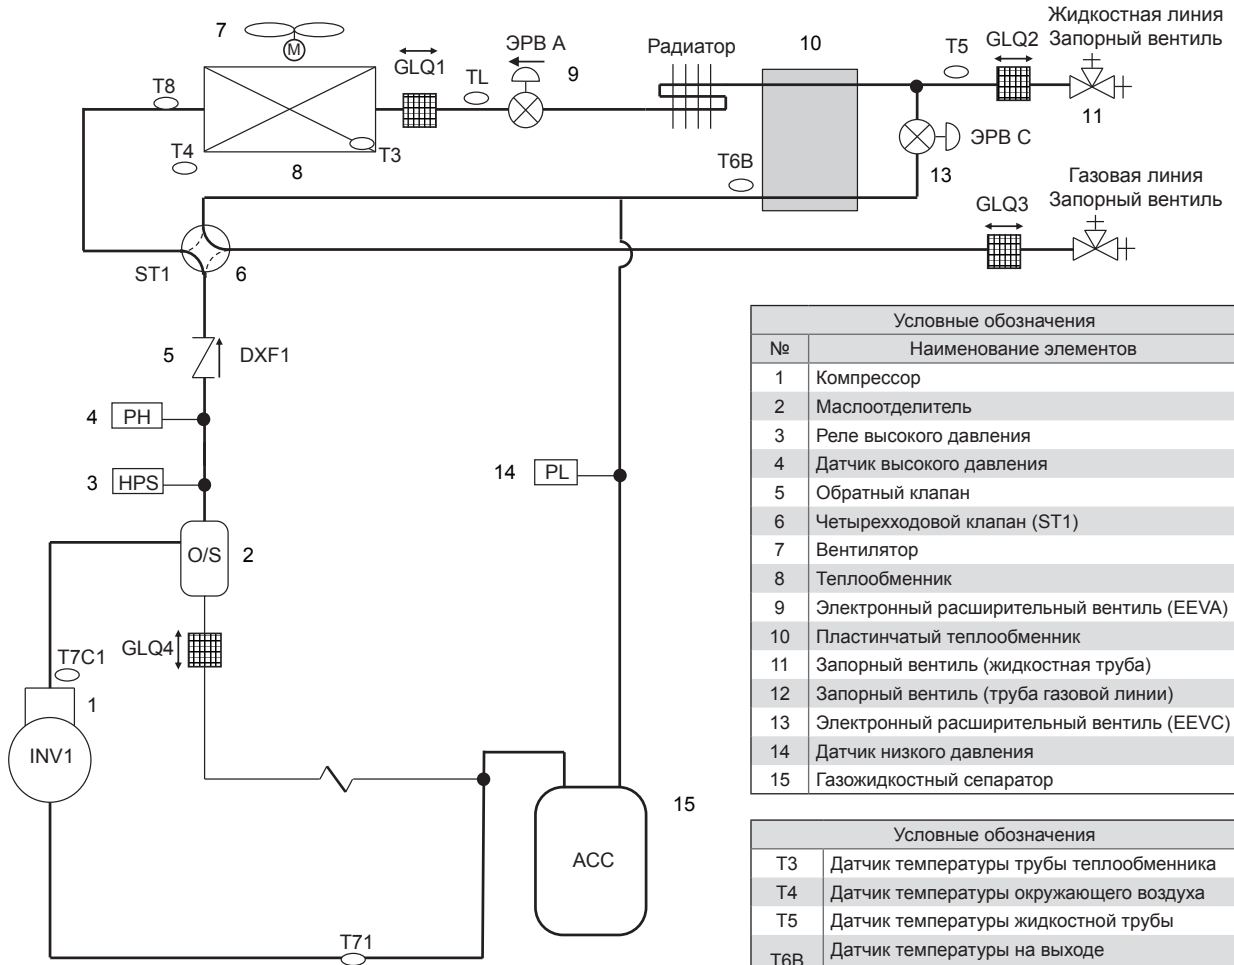 Жидкостная линия
Запорный вентиль
7
M
ЭРВ А
Радиатор
10
T5
GLQ2
GLQ1
TL
9
11
T8
T4
T3
8
T6B
ЭРВ С
13
Газовая линия
Запорный вентиль
GLQ3
ST1
6
5
DXF1
4
PH
3
HPS
14
PL
O/S
2
GLQ4
T7C1
1
INV1
15
ACC
T71
Условные обозначения
№ Наименование элементов
1 Компрессор
2 Маслоотделитель
3 Реле высокого давления
4 Датчик высокого давления
5 Обратный клапан
6 Четырехходовой клапан (ST1)
7 Вентилятор
8 Теплообменник
9 Электронный расширительный вентиль (EEVA)
10 Пластинчатый теплообменник
11 Запорный вентиль (жидкостная труба)
12 Запорный вентиль (труба газовой линии)
13 Электронный расширительный вентиль (EEVC)
14 Датчик низкого давления
15 Газожидкостный сепаратор
Условные обозначения
T3 Датчик температуры трубы теплообменника
T4 Датчик температуры окружающего воздуха
T5 Датчик температуры жидкостной трубы
T6B Датчик температуры на выходе